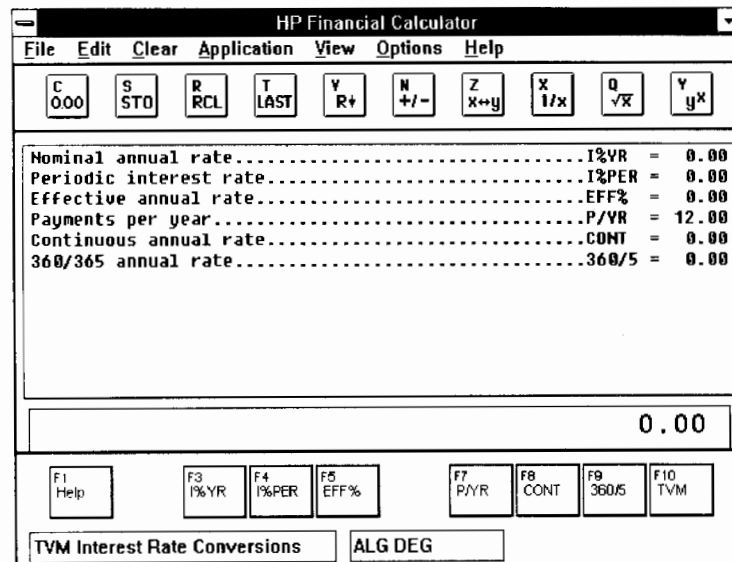 HP Financial Calculator
File Edit Clear Application View Options Help
C S R T V N Z X Q Y
0.00 STO RCL LAST R↓ +/- x↔y 1/x √x yˣ
Nominal annual rate................................I%YR = 0.00
Periodic interest rate.............................I%PER = 0.00
Effective annual rate..............................EFF% = 0.00
Payments per year..................................P/YR = 12.00
Continuous annual rate.............................CONT = 0.00
360/365 annual rate................................360/5 = 0.00
0.00
F1 F3 F4 F5 F7 F8 F9 F10
Help I%YR I%PER EFF% P/YR CONT 360/5 TVM
TVM Interest Rate Conversions ALG DEG